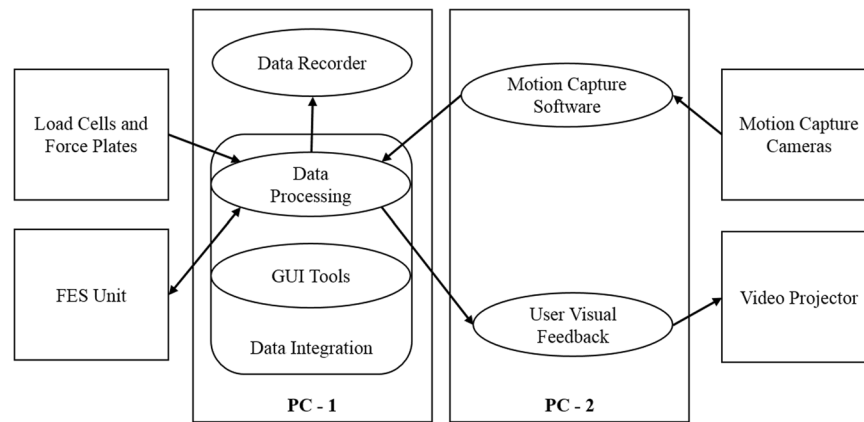 Data Recorder
Load Cells and
Force Plates
Data
Processing
FES Unit
GUI Tools
Data Integration
PC - 1
Motion Capture
Software
Motion Capture
Cameras
User Visual
Feedback
Video Projector
PC - 2